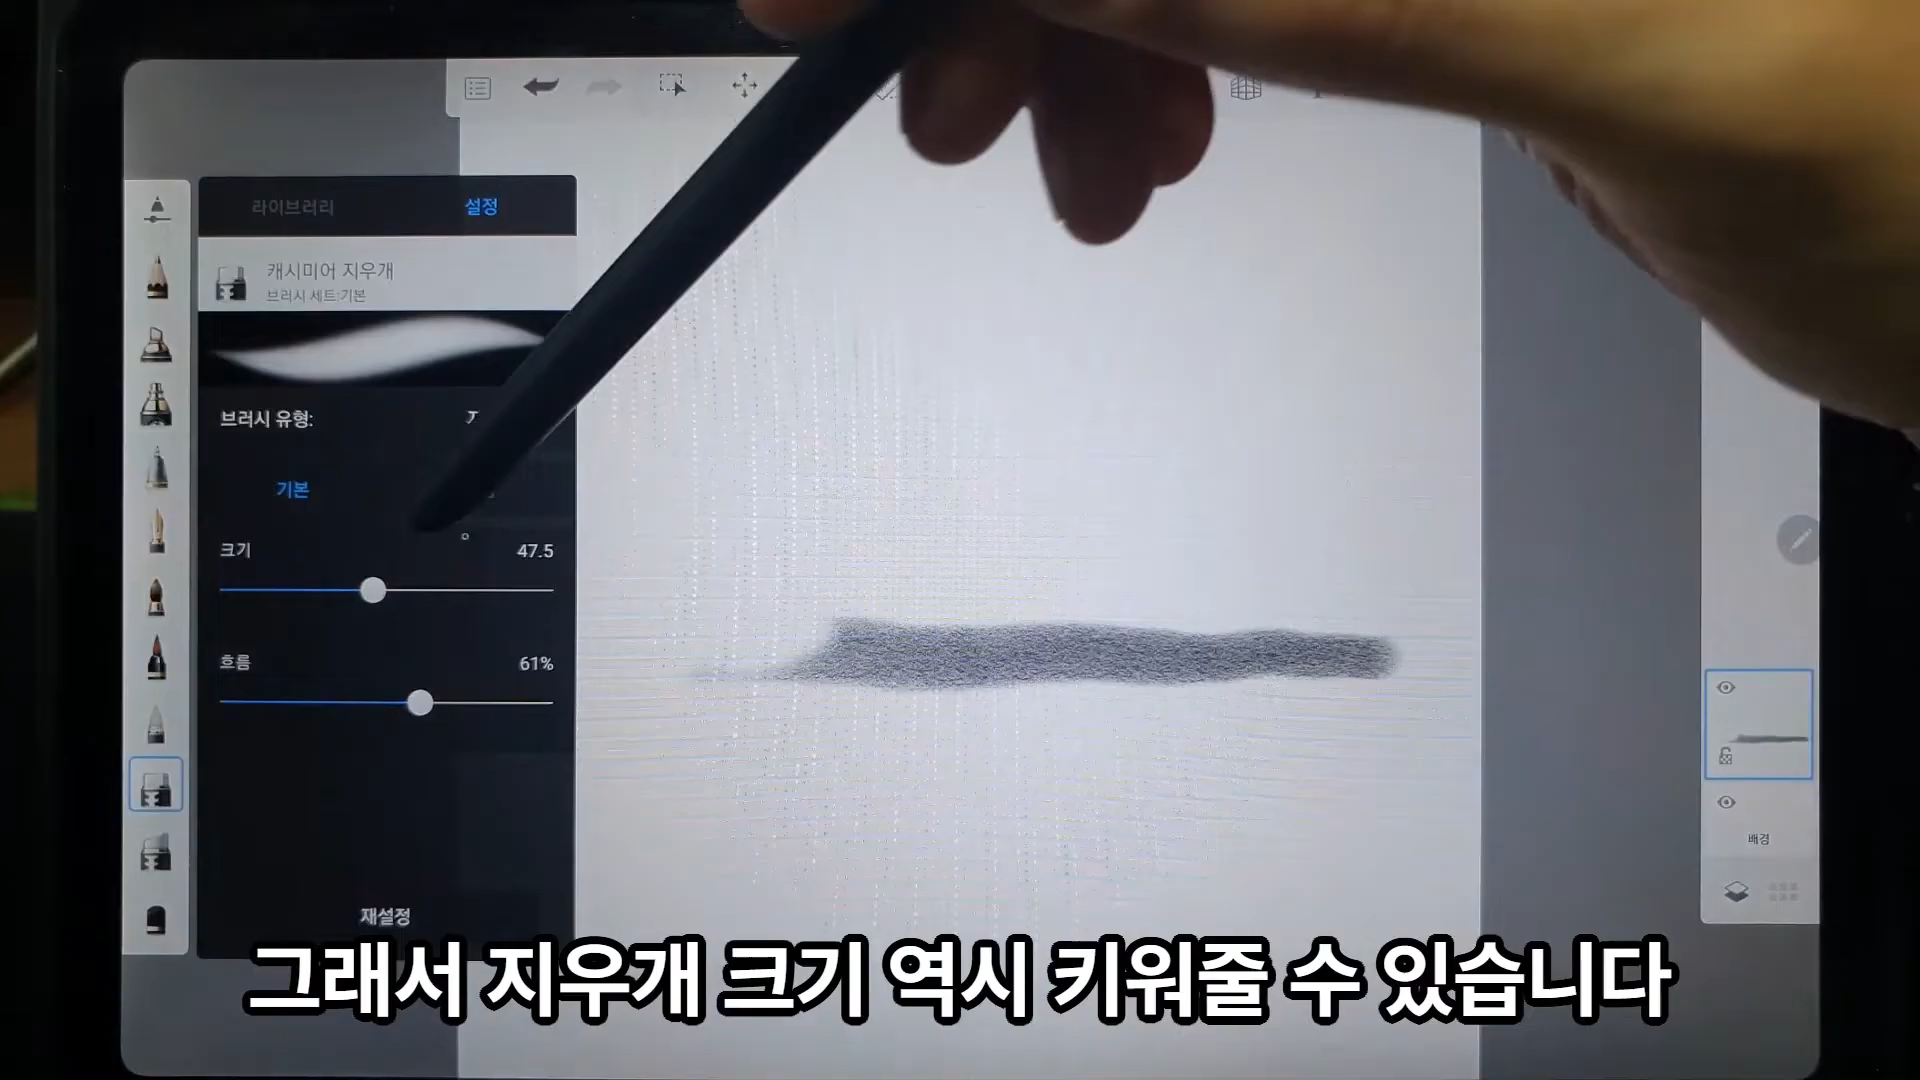 라이브러리
설정
캐시미어 지우개
브러시 세트:기본
브러시 유형:
기본
크기
47.5
흐름
61%
재설정
배경
그래서 지우개 크기 역시 키워줄 수 있습니다